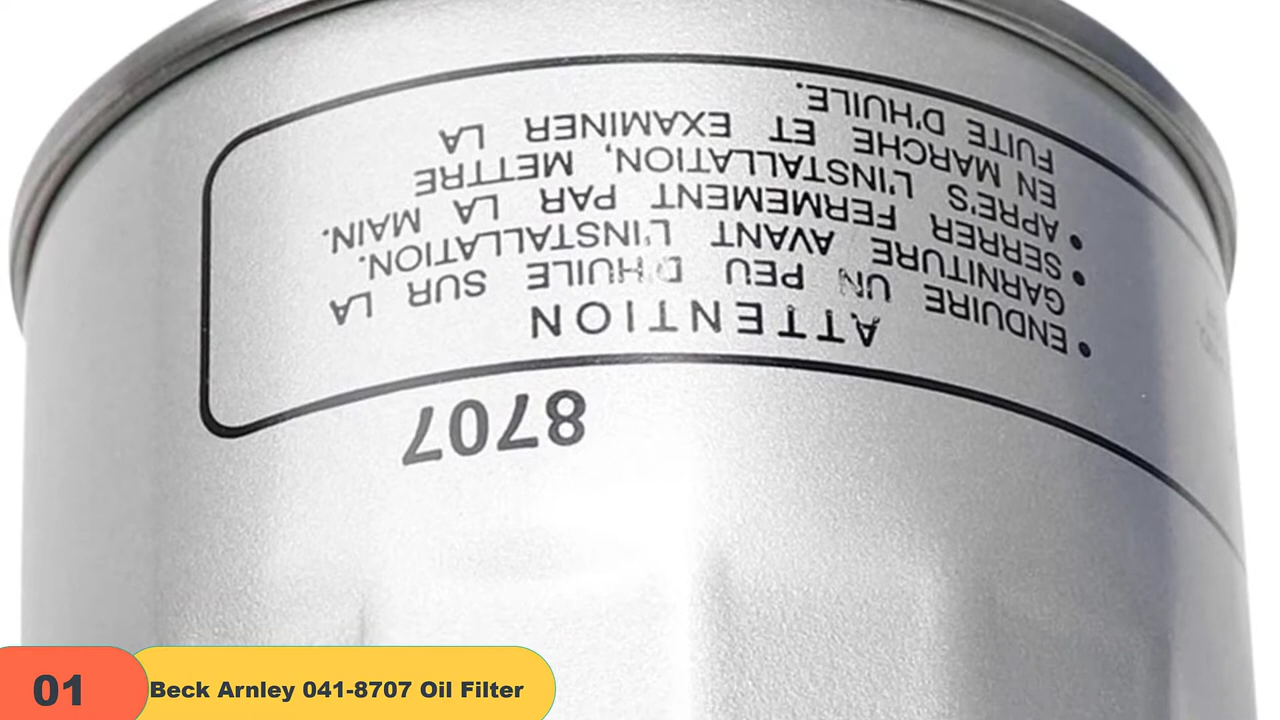 ATTENTION
• ENDUIRE UN PEU D'HUILE SUR LA
GARNITURE AVANT L'INSTALLATION.
• SERRER FERMEMENT PAR LA MAIN.
• APRE'S L'INSTALLATION, METTRE
EN MARCHE ET EXAMINER LA
FUITE D'HUILE.
8707
01
Beck Arnley 041-8707 Oil Filter